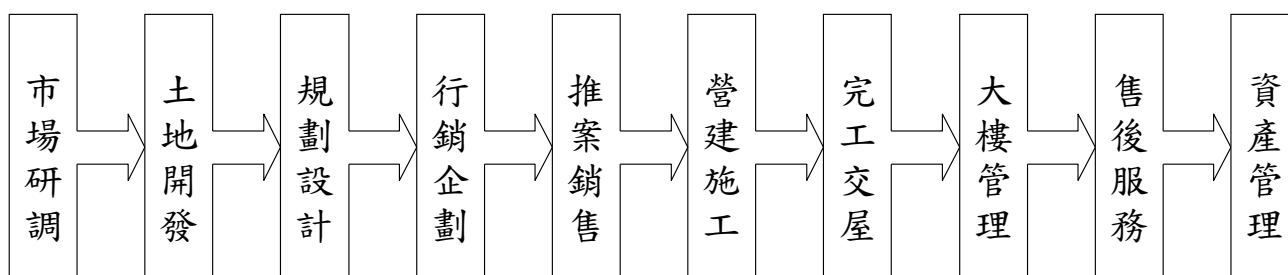 市場研調
土地開發
規劃設計
行銷企劃
推案銷售
營建施工
完工交屋
大樓管理
售後服務
資產管理